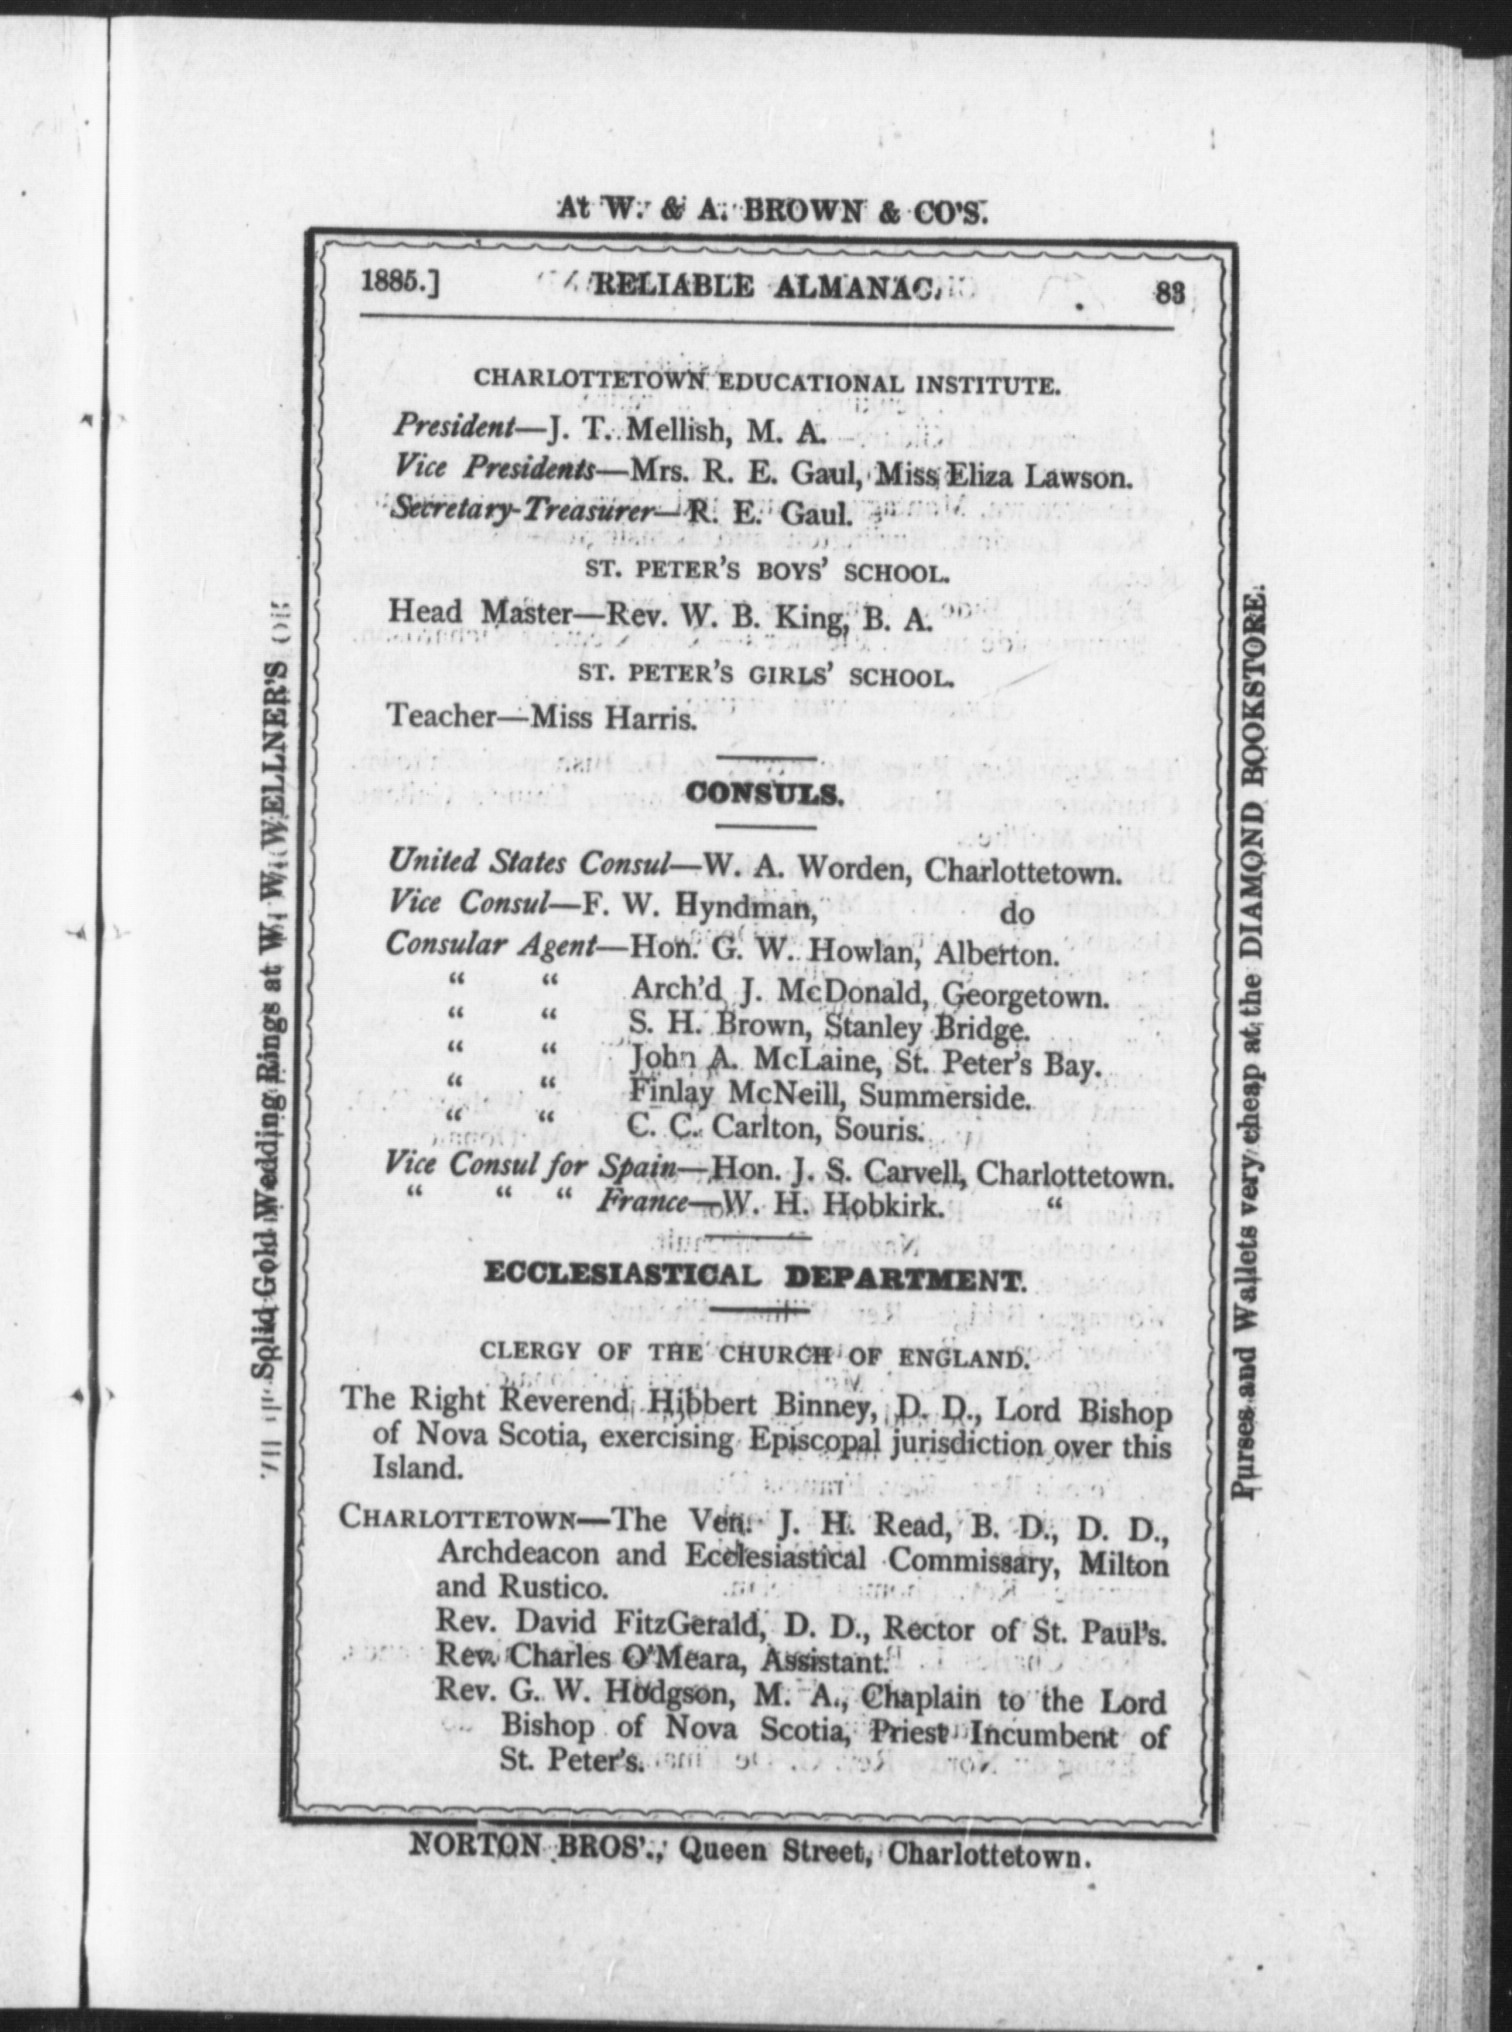 At W. & A. BROWN & CO'S.
1885.] RELIABLE ALMANAC. 83
CHARLOTTETOWN EDUCATIONAL INSTITUTE.
President—J. T. Mellish, M. A.
Vice Presidents—Mrs. R. E. Gaul, Miss Eliza Lawson.
Secretary-Treasurer—R. E. Gaul.
ST. PETER'S BOYS' SCHOOL.
Head Master—Rev. W. B. King, B. A.
ST. PETER'S GIRLS' SCHOOL.
Teacher—Miss Harris.
CONSULS.
United States Consul—W. A. Worden, Charlottetown.
Vice Consul—F. W. Hyndman, do
Consular Agent—Hon. G. W. Howlan, Alberton.
“ “ Arch'd J. McDonald, Georgetown.
“ “ S. H. Brown, Stanley Bridge.
“ “ John A. McLaine, St. Peter's Bay.
“ “ Finlay McNeill, Summerside.
“ “ C. C. Carlton, Souris.
Vice Consul for Spain—Hon. J. S. Carvell, Charlottetown.
“ “ “ France—W. H. Hobkirk. “
ECCLESIASTICAL DEPARTMENT.
CLERGY OF THE CHURCH OF ENGLAND.
The Right Reverend Hibbert Binney, D. D., Lord Bishop
of Nova Scotia, exercising Episcopal jurisdiction over this
Island.
CHARLOTTETOWN—The Ven. J. H. Read, B. D., D. D.,
Archdeacon and Ecclesiastical Commissary, Milton
and Rustico.
Rev. David FitzGerald, D. D., Rector of St. Paul's.
Rev. Charles O'Meara, Assistant.
Rev. G. W. Hodgson, M. A., Chaplain to the Lord
Bishop of Nova Scotia, Priest Incumbent of
St. Peter's.
NORTON BROS'., Queen Street, Charlottetown.
Solid Gold Wedding Rings at W. W. WELLNER'S
Purses and Wallets very cheap at the DIAMOND BOOKSTORE.